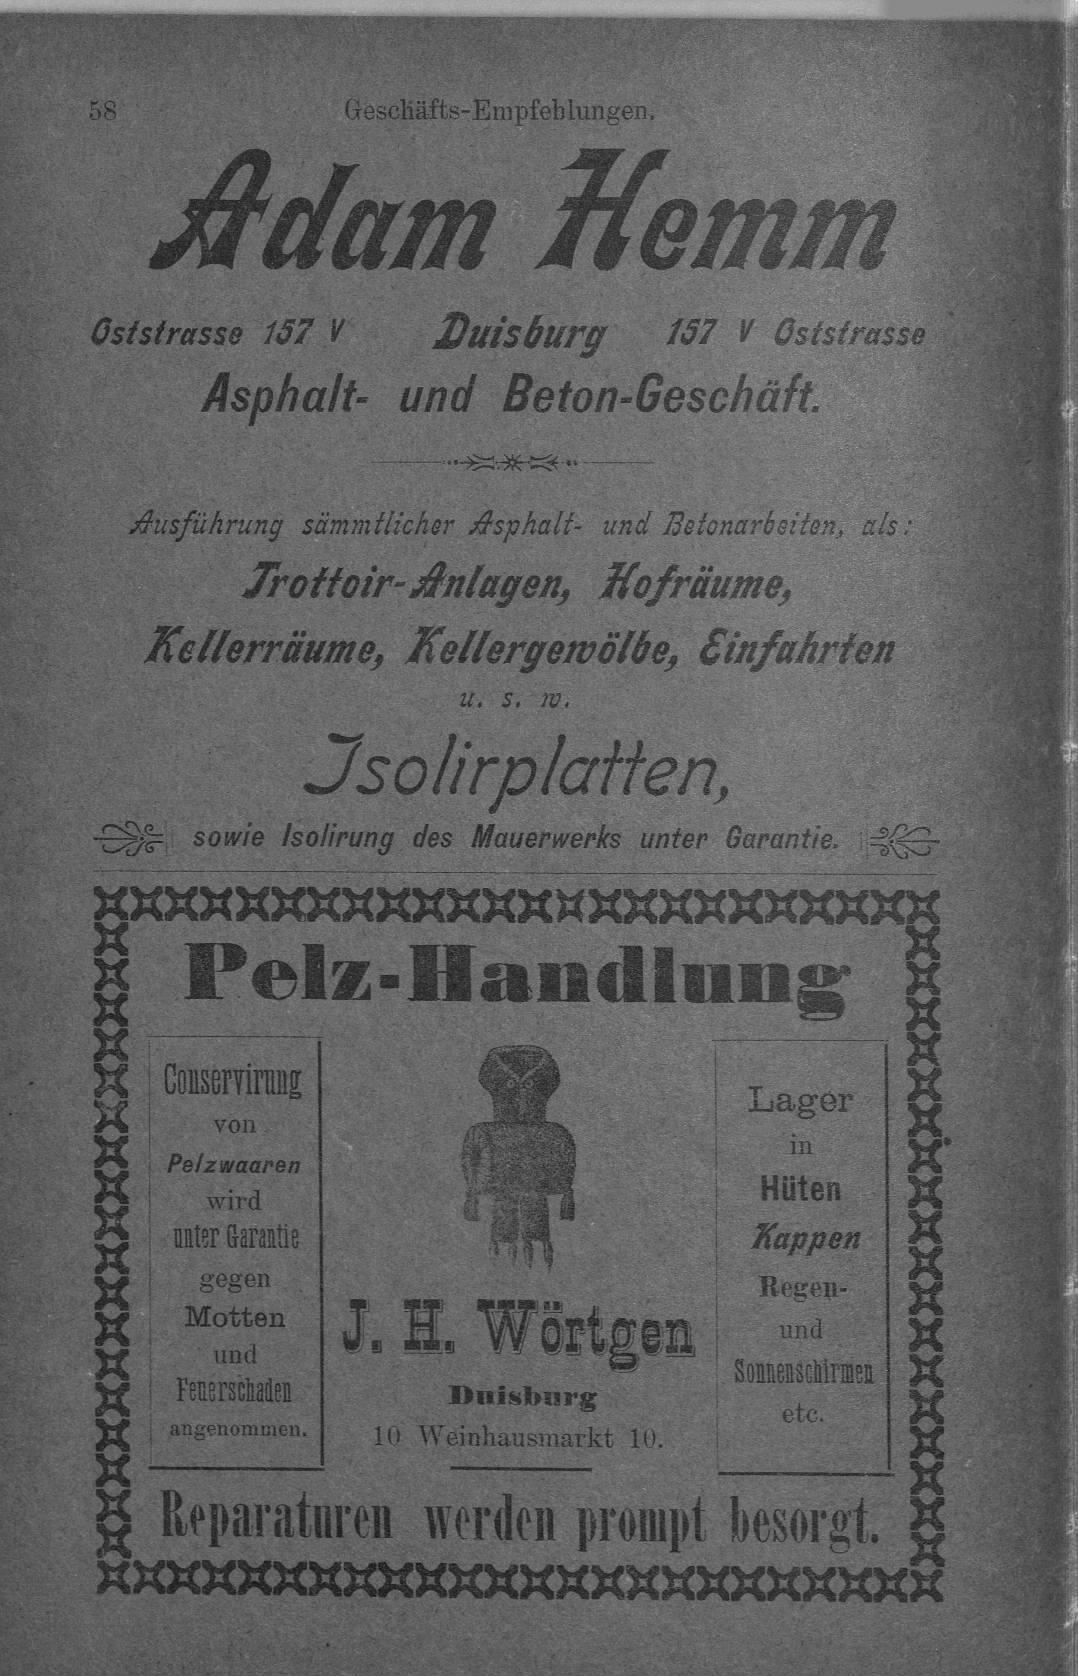 58 Geschäfts-Empfehlungen.
Adam Hemm
Oststrasse 157 V Duisburg 157 V Oststrasse
Asphalt- und Beton-Geschäft.
Ausführung sämmtlicher Asphalt- und Betonarbeiten, als:
Trottoir-Anlagen, Hofräume,
Kellerräume, Kellergewölbe, Einfahrten
u. s. w.
Isolirplatten,
sowie Isolirung des Mauerwerks unter Garantie.
Pelz-Handlung
Conservirung
von
Pelzwaaren
wird
unter Garantie
gegen
Motten
und
Feuerschaden
angenommen.
J. H. Wörtgen
Duisburg
10 Weinhausmarkt 10.
Lager
in
Hüten
Kappen
Regen-
und
Sonnenschirmen
etc.
Reparaturen werden prompt besorgt.